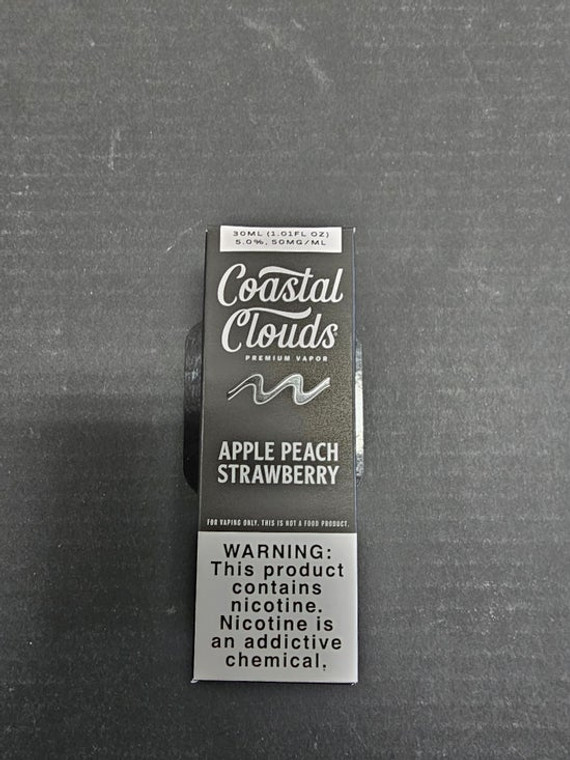 30ML (1.01FL OZ)
5.0%, 50MG/ML
Coastal
Clouds
PREMIUM VAPOR
APPLE PEACH
STRAWBERRY
FOR VAPING ONLY. THIS IS NOT A FOOD PRODUCT.
WARNING:
This product
contains
nicotine.
Nicotine is
an addictive
chemical.